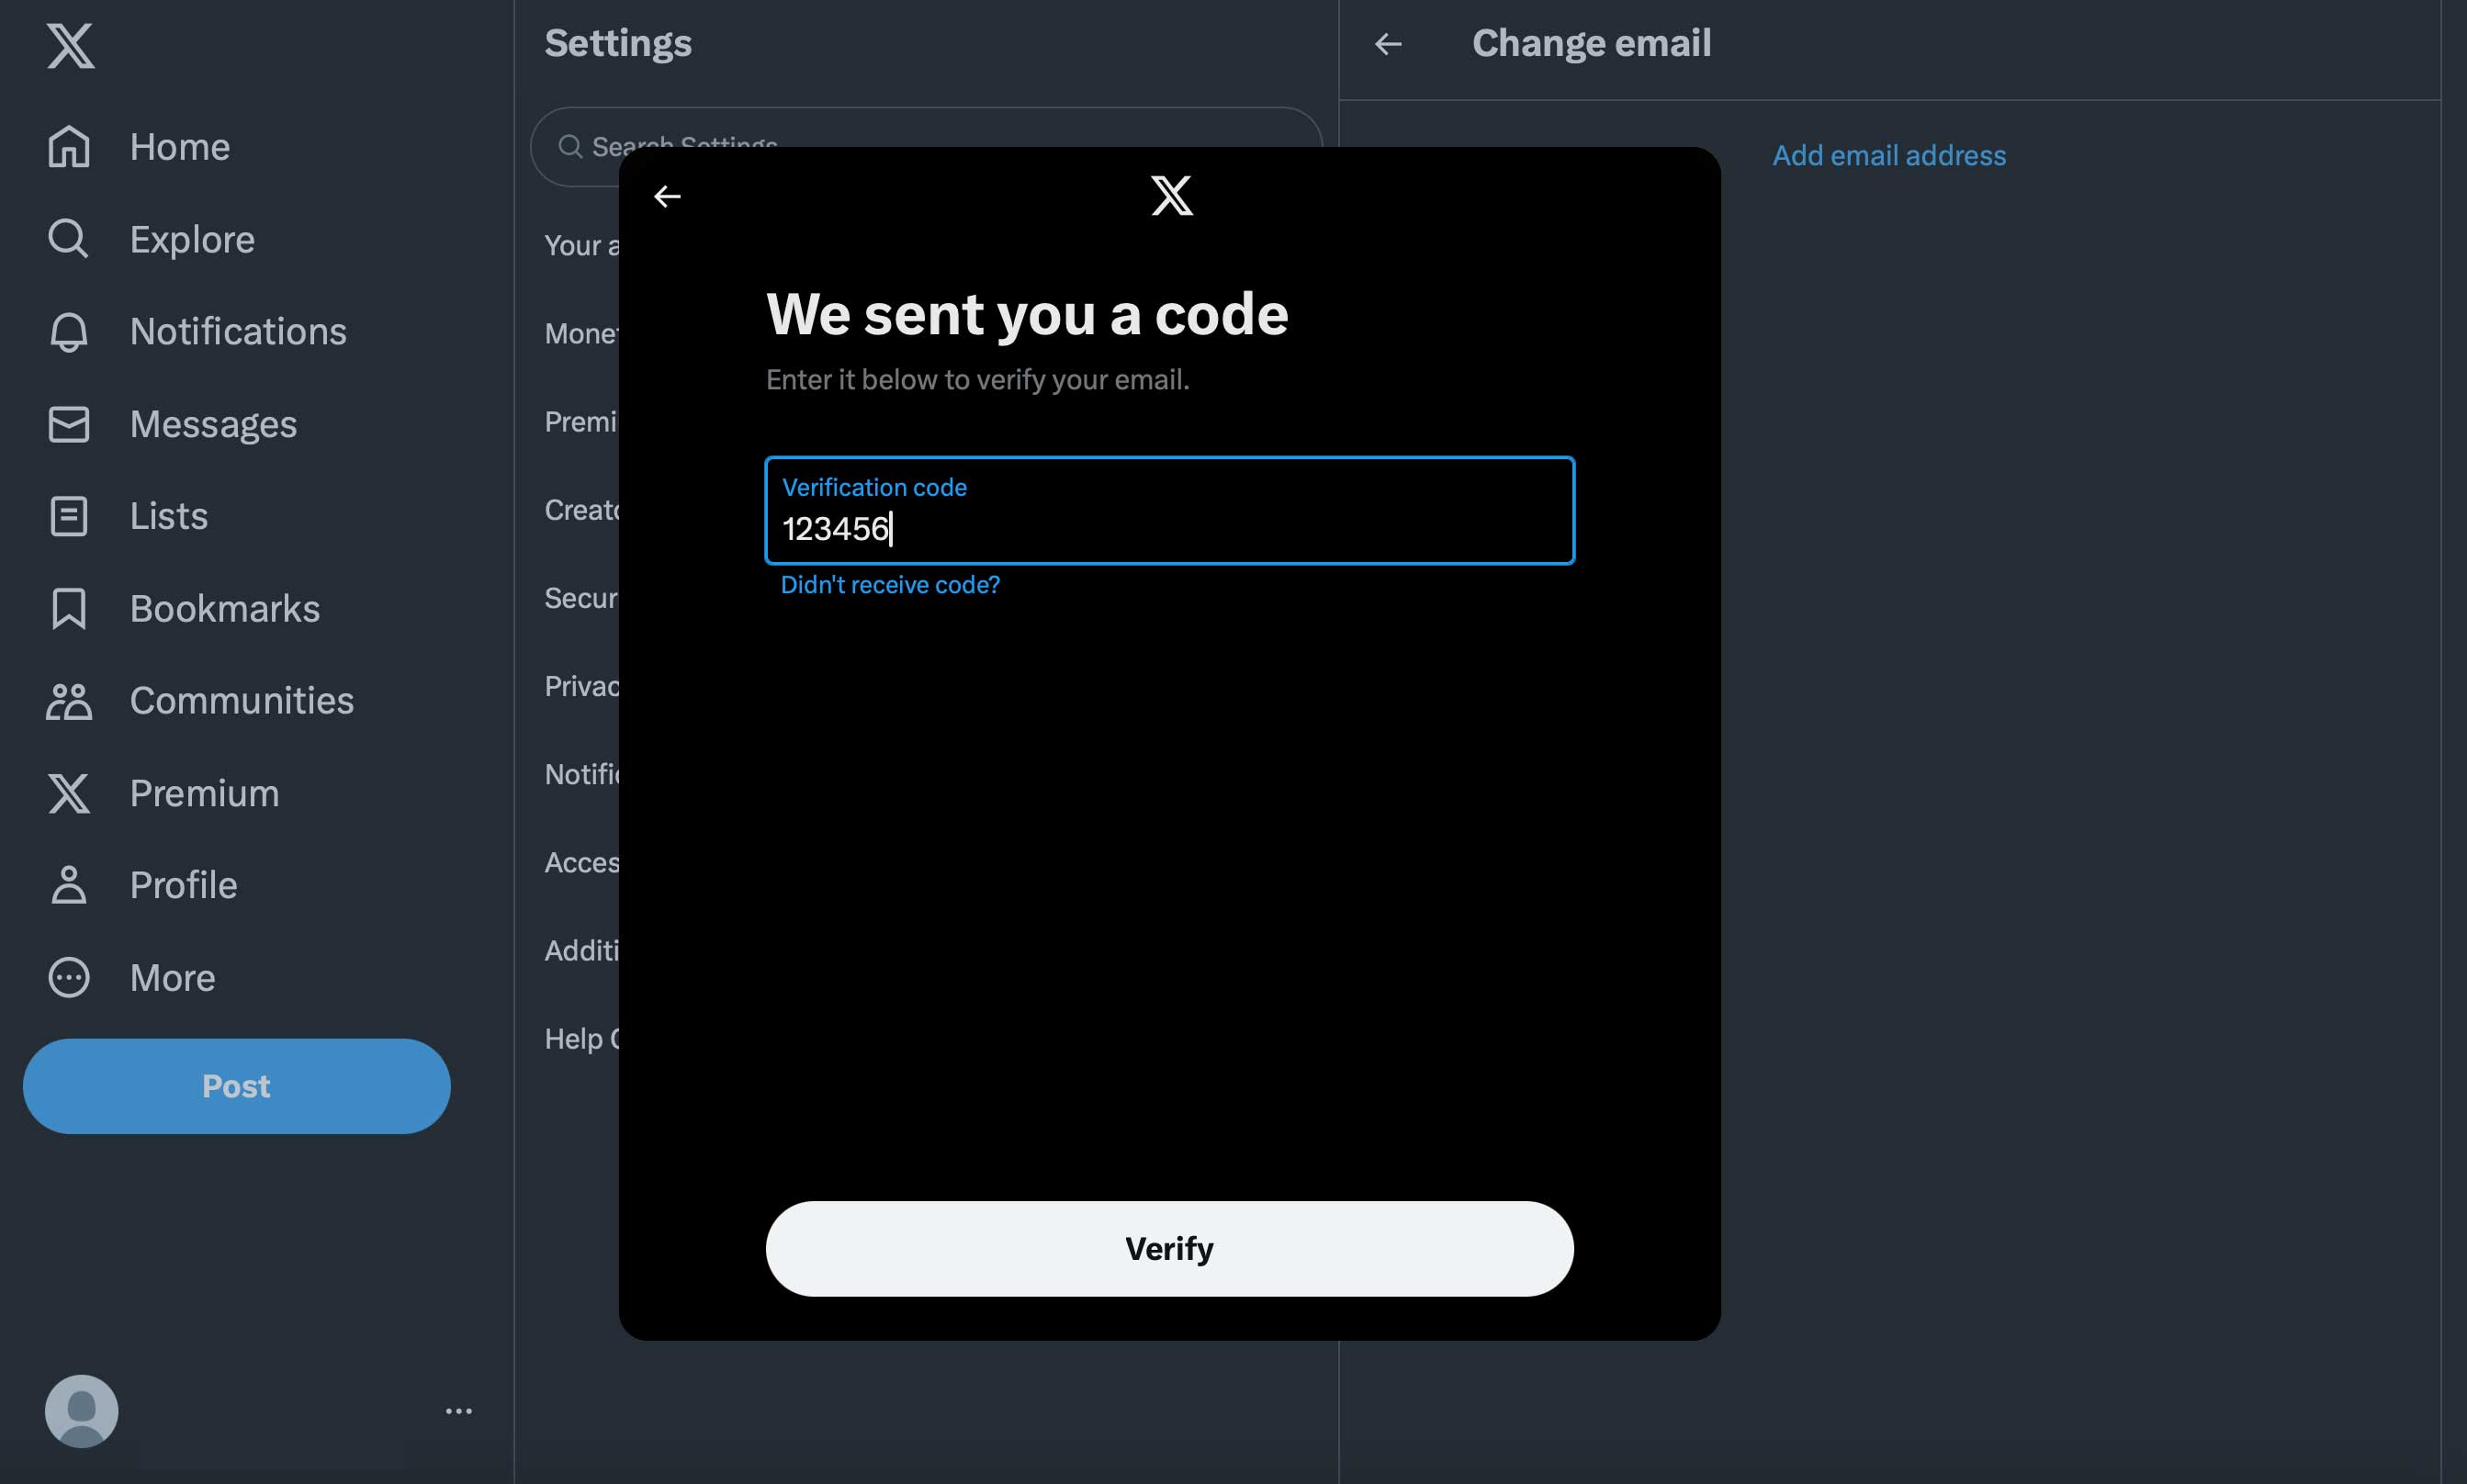 Home
Explore
Notifications
Messages
Lists
Bookmarks
Communities
Premium
Profile
More
Post
Settings
Search Settings
Your a
Mone
Premi
Creato
Secur
Privac
Notific
Acces
Additi
Help C
Change email
Add email address
We sent you a code
Enter it below to verify your email.
Verification code
123456
Didn't receive code?
Verify